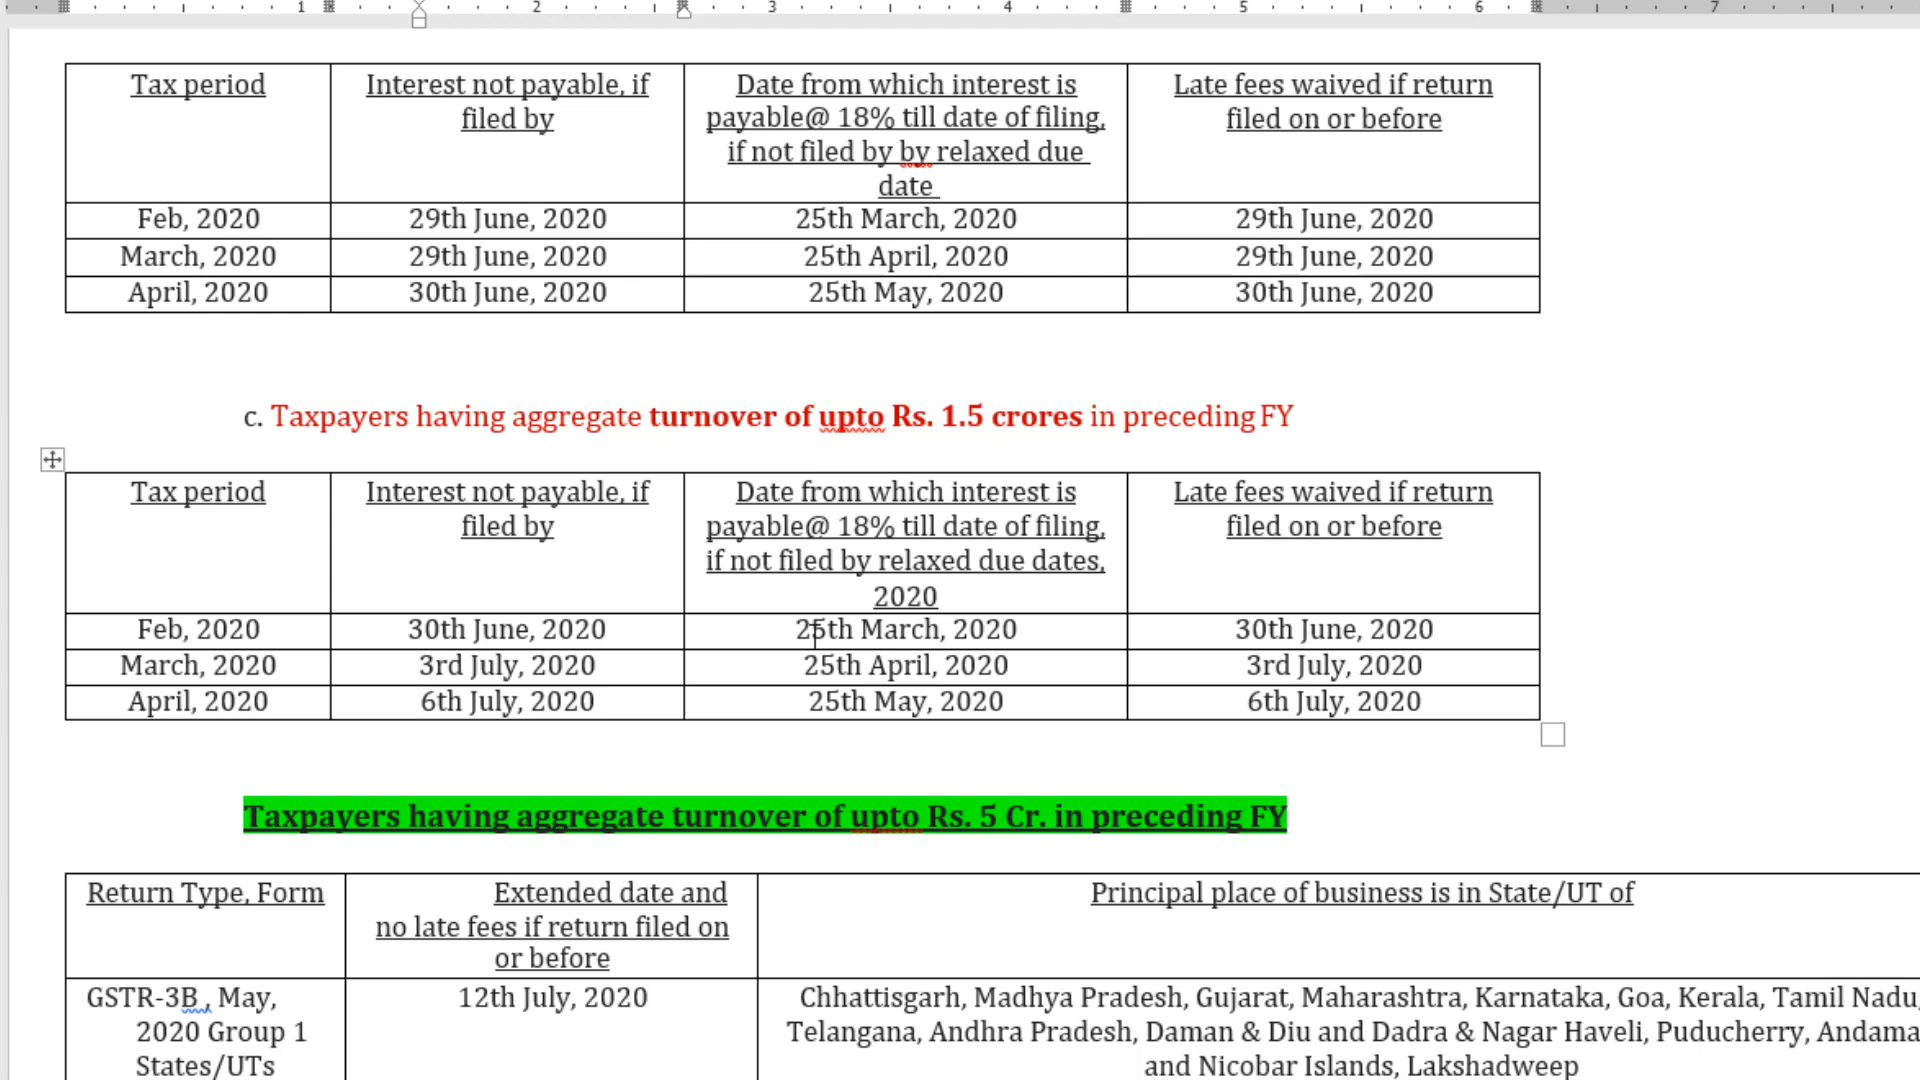 1 2 3 4 5 6 7
Tax period
Interest not payable, if
filed by
Date from which interest is
payable@ 18% till date of filing,
if not filed by by relaxed due
date
Late fees waived if return
filed on or before
Feb, 2020 29th June, 2020 25th March, 2020 29th June, 2020
March, 2020 29th June, 2020 25th April, 2020 29th June, 2020
April, 2020 30th June, 2020 25th May, 2020 30th June, 2020
c. Taxpayers having aggregate turnover of upto Rs. 1.5 crores in preceding FY
Tax period
Interest not payable, if
filed by
Date from which interest is
payable@ 18% till date of filing,
if not filed by relaxed due dates,
2020
Late fees waived if return
filed on or before
Feb, 2020 30th June, 2020 25th March, 2020 30th June, 2020
March, 2020 3rd July, 2020 25th April, 2020 3rd July, 2020
April, 2020 6th July, 2020 25th May, 2020 6th July, 2020
Taxpayers having aggregate turnover of upto Rs. 5 Cr. in preceding FY
Return Type, Form
Extended date and
no late fees if return filed on
or before
Principal place of business is in State/UT of
GSTR-3B , May,
2020 Group 1
States/UTs
12th July, 2020
Chhattisgarh, Madhya Pradesh, Gujarat, Maharashtra, Karnataka, Goa, Kerala, Tamil Nadu,
Telangana, Andhra Pradesh, Daman & Diu and Dadra & Nagar Haveli, Puducherry, Andama
and Nicobar Islands, Lakshadweep